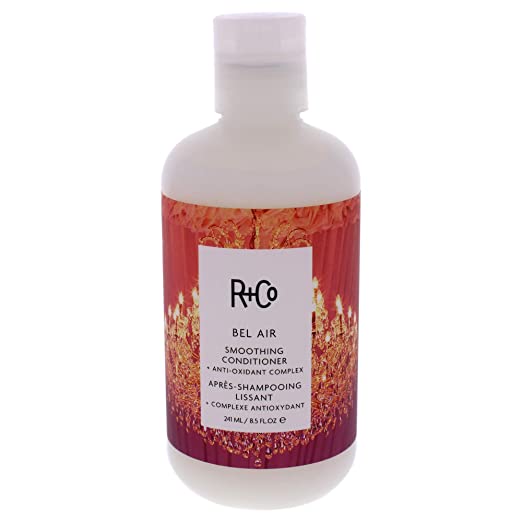 R+Co
BEL AIR
SMOOTHING
CONDITIONER
+ ANTI-OXIDANT COMPLEX
APRÈS-SHAMPOOING
LISSANT
+ COMPLEXE ANTIOXYDANT
241 ML / 8.5 FL.OZ ℮